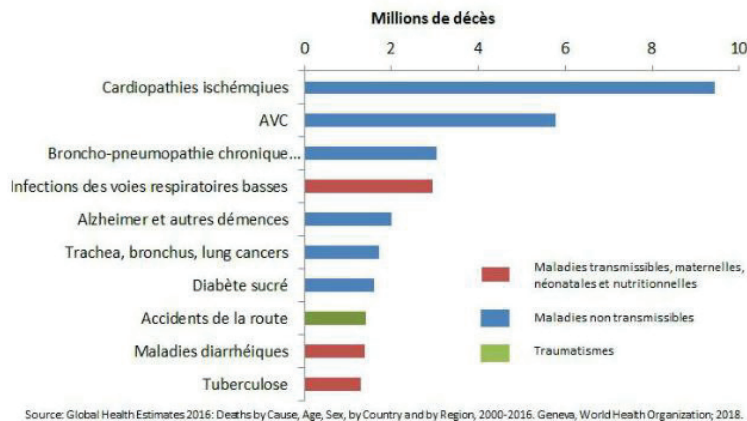 Millions de décès
0 2 4 6 8 10
Cardiopathies ischémqiues
AVC
Broncho-pneumopathie chronique...
Infections des voies respiratoires basses
Alzheimer et autres démences
Trachea, bronchus, lung cancers
Diabète sucré
Accidents de la route
Maladies diarrhéiques
Tuberculose
Maladies transmissibles, maternelles,
néonatales et nutritionnelles
Maladies non transmissibles
Traumatismes
Source: Global Health Estimates 2016: Deaths by Cause, Age, Sex, by Country and by Region, 2000-2016. Geneva, World Health Organization; 2018.